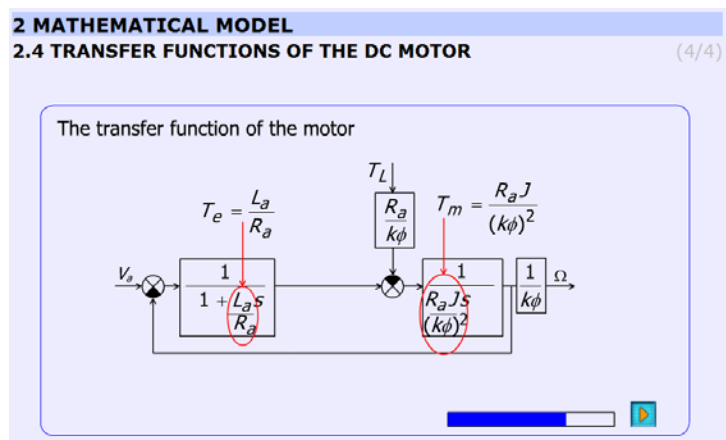 2 MATHEMATICAL MODEL
2.4 TRANSFER FUNCTIONS OF THE DC MOTOR (4/4)
The transfer function of the motor
T_L
T_e = L_a / R_a
R_a / kϕ
T_m = R_a J / (kϕ)^2
V_a
1 / (1 + L_a s / R_a)
1 / (R_a J s / (kϕ)^2)
1 / kϕ
Ω